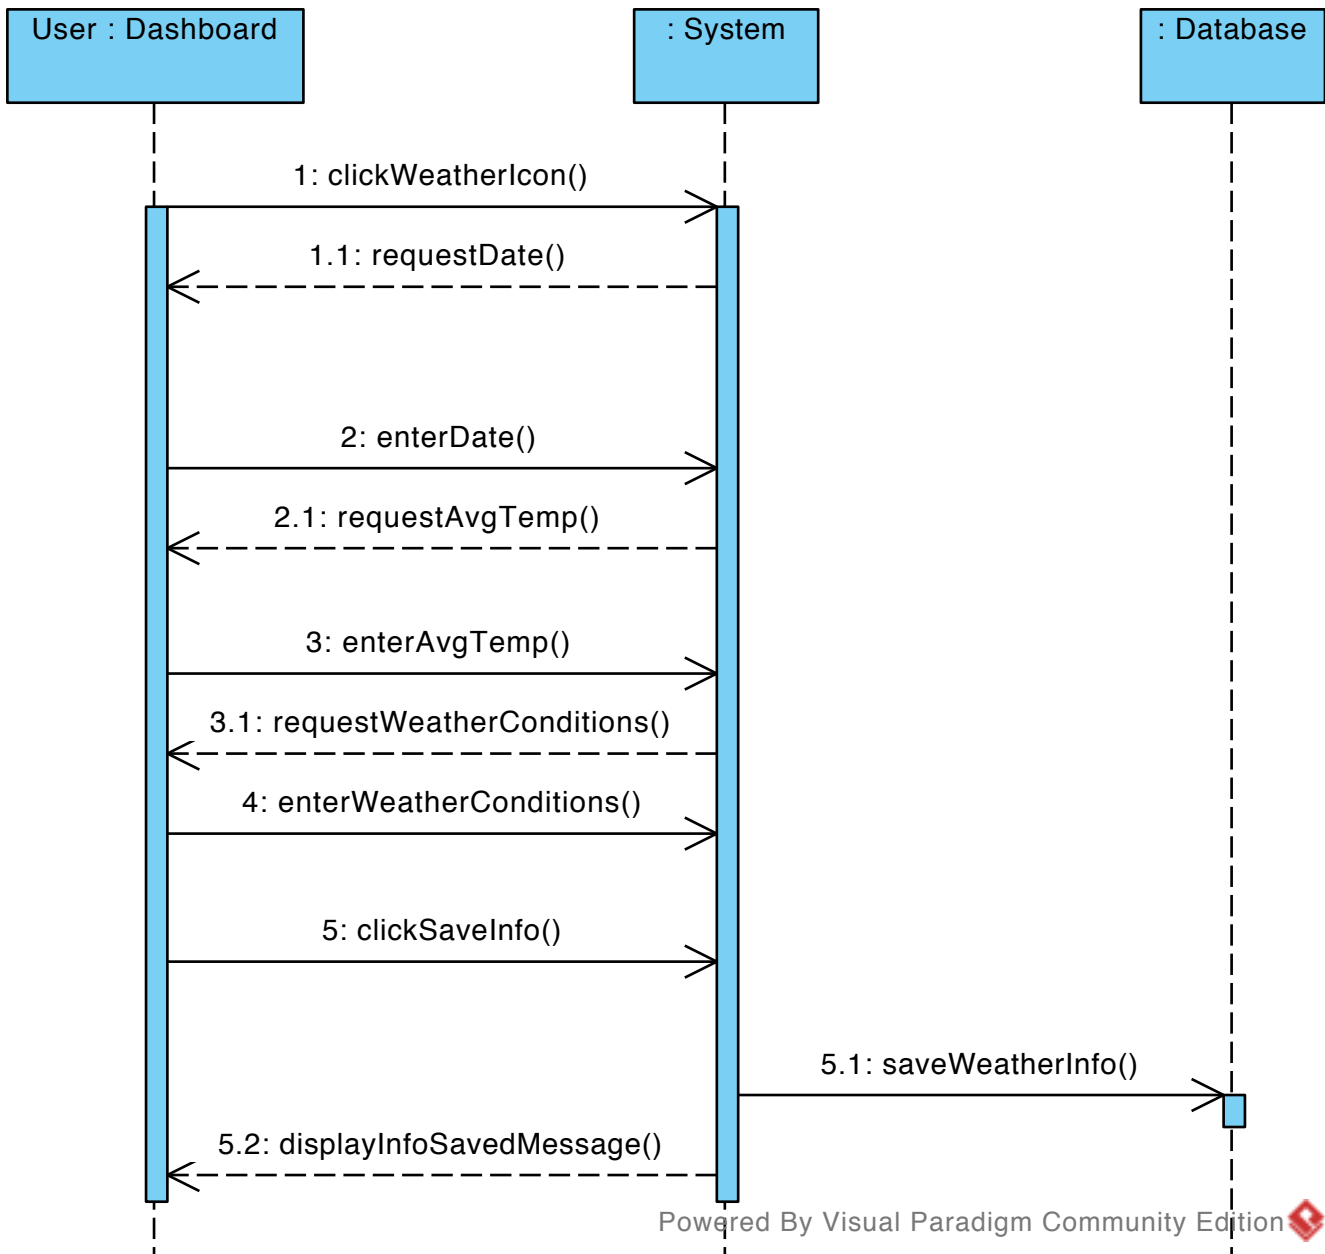 User : Dashboard
: System
: Database
1: clickWeatherIcon()
1.1: requestDate()
2: enterDate()
2.1: requestAvgTemp()
3: enterAvgTemp()
3.1: requestWeatherConditions()
4: enterWeatherConditions()
5: clickSaveInfo()
5.1: saveWeatherInfo()
5.2: displayInfoSavedMessage()
Powered By Visual Paradigm Community Edition